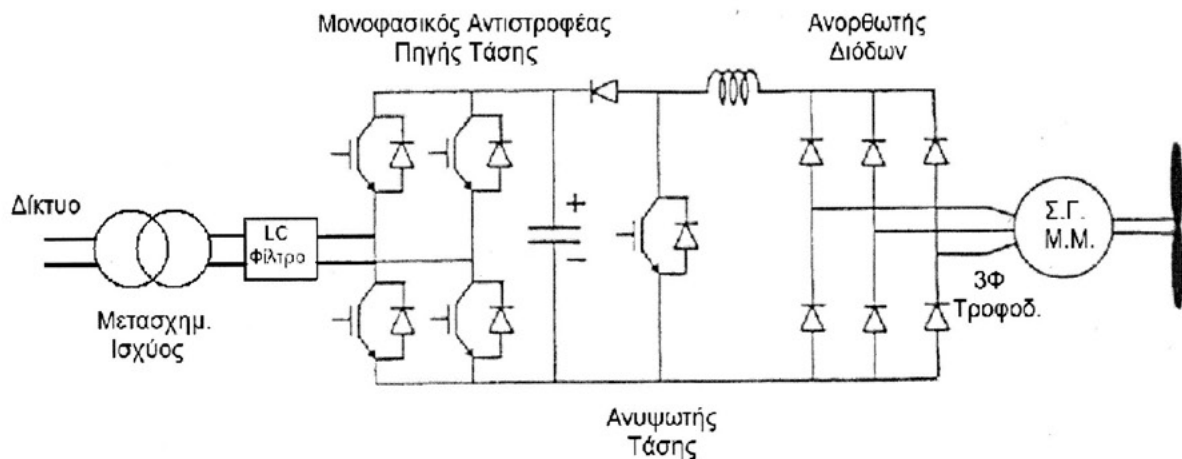 Μονοφασικός Αντιστροφέας
Πηγής Τάσης
Ανορθωτής
Διόδων
Δίκτυο
LC
Φίλτρο
+
−
Σ.Γ.
Μ.Μ.
3Φ
Τροφοδ.
Μετασχημ.
Ισχύος
Ανυψωτής
Τάσης